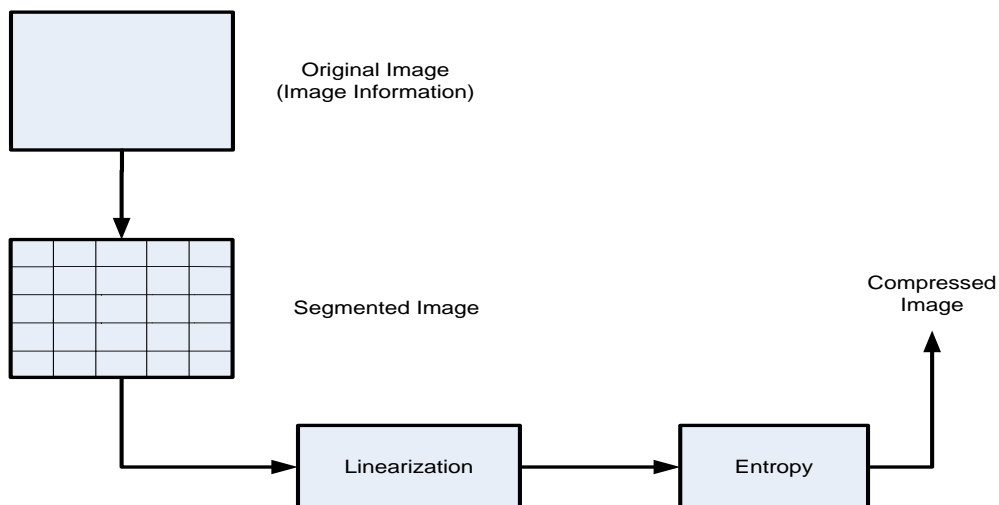 Original Image
(Image Information)
Segmented Image
Compressed
Image
Linearization
Entropy